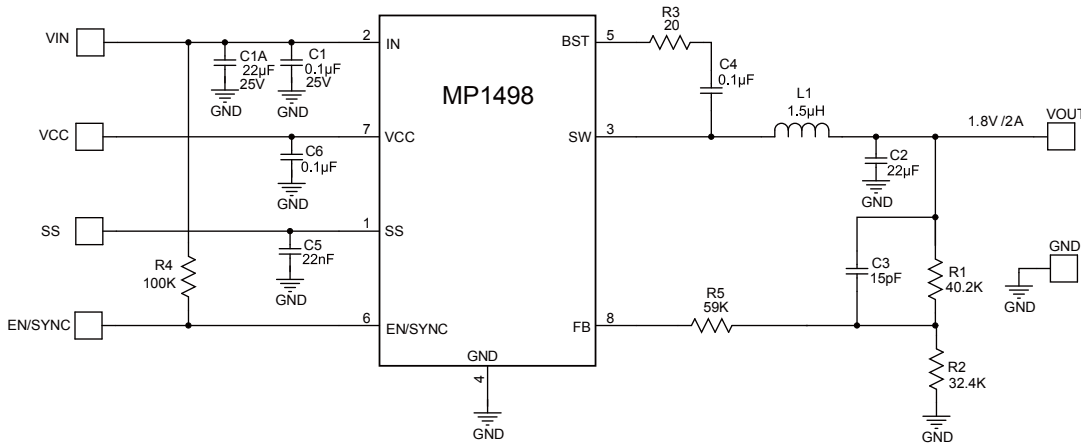 VIN
2
IN
C1A
22µF
25V
GND
C1
0.1µF
25V
GND
VCC
7
VCC
C6
0.1µF
GND
SS
1
SS
C5
22nF
GND
R4
100K
EN/SYNC
6
EN/SYNC
MP1498
GND
4
GND
BST
5
R3
20
C4
0.1µF
SW
3
L1
1.5µH
1.8V /2A
VOUT
C2
22µF
GND
C3
15pF
R1
40.2K
GND
GND
FB
8
R5
59K
R2
32.4K
GND